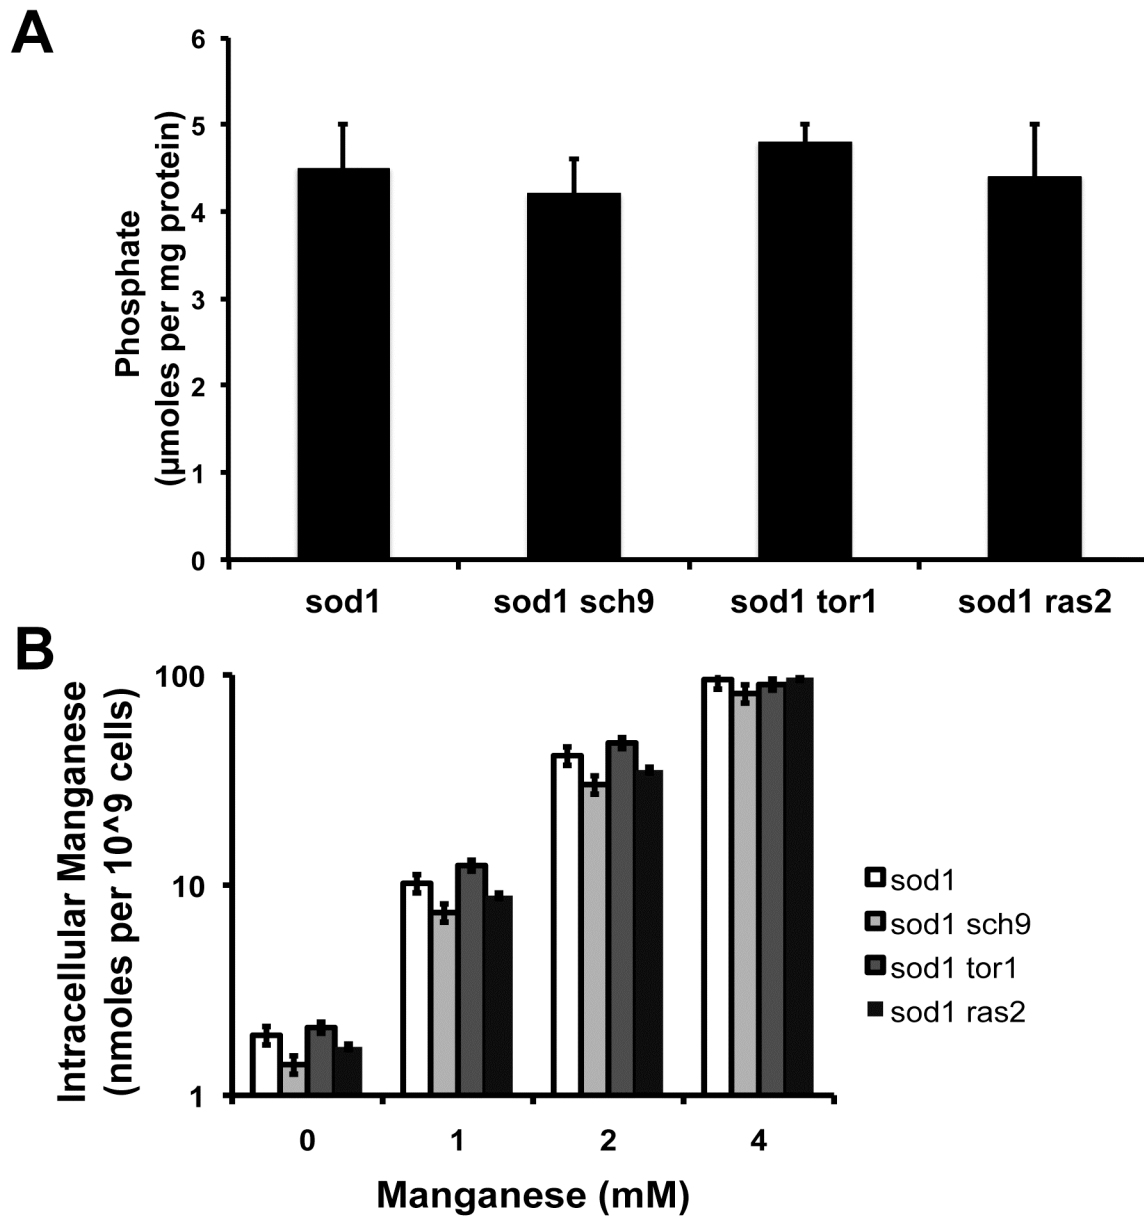 A
Phosphate
(µmoles per mg protein)
6
5
4
3
2
1
0
sod1 sod1 sch9 sod1 tor1 sod1 ras2
B
Intracellular Manganese
(nmoles per 10^9 cells)
100
10
1
0 1 2 4
Manganese (mM)
sod1
sod1 sch9
sod1 tor1
sod1 ras2